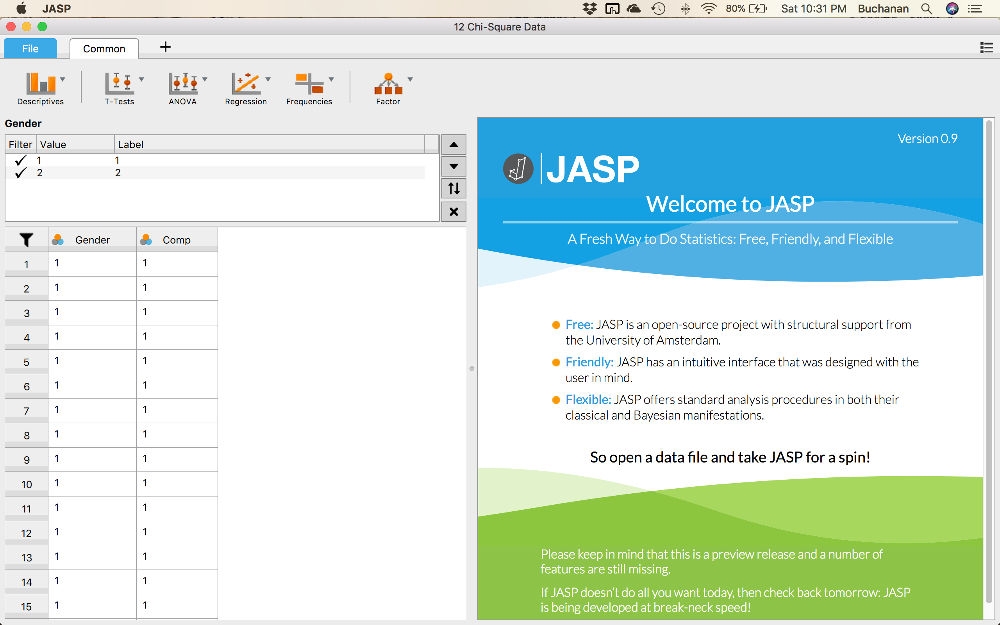 JASP
80%
Sat 10:31 PM
Buchanan
12 Chi-Square Data
File
Common
+
Descriptives
T-Tests
ANOVA
Regression
Frequencies
Factor
Gender
Filter Value Label
1 1
2 2
Gender Comp
1 1 1
2 1 1
3 1 1
4 1 1
5 1 1
6 1 1
7 1 1
8 1 1
9 1 1
10 1 1
11 1 1
12 1 1
13 1 1
14 1 1
15 1 1
Version 0.9
JASP
Welcome to JASP
A Fresh Way to Do Statistics: Free, Friendly, and Flexible
Free: JASP is an open-source project with structural support from
the University of Amsterdam.
Friendly: JASP has an intuitive interface that was designed with the
user in mind.
Flexible: JASP offers standard analysis procedures in both their
classical and Bayesian manifestations.
So open a data file and take JASP for a spin!
Please keep in mind that this is a preview release and a number of
features are still missing.
If JASP doesn't do all you want today, then check back tomorrow: JASP
is being developed at break-neck speed!